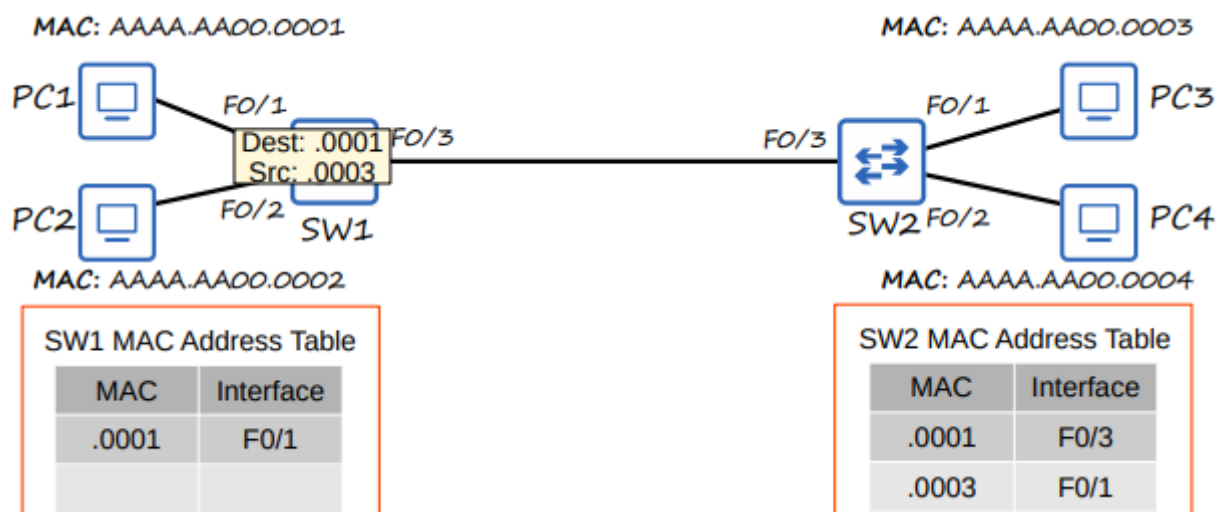 MAC: AAAA.AA00.0001
MAC: AAAA.AA00.0003
PC1
F0/1
F0/1
PC3
Dest: .0001
Src: .0003
F0/3
F0/3
PC2
F0/2
SW1
SW2
F0/2
PC4
MAC: AAAA.AA00.0002
MAC: AAAA.AA00.0004
SW1 MAC Address Table
MAC Interface
.0001 F0/1
SW2 MAC Address Table
MAC Interface
.0001 F0/3
.0003 F0/1